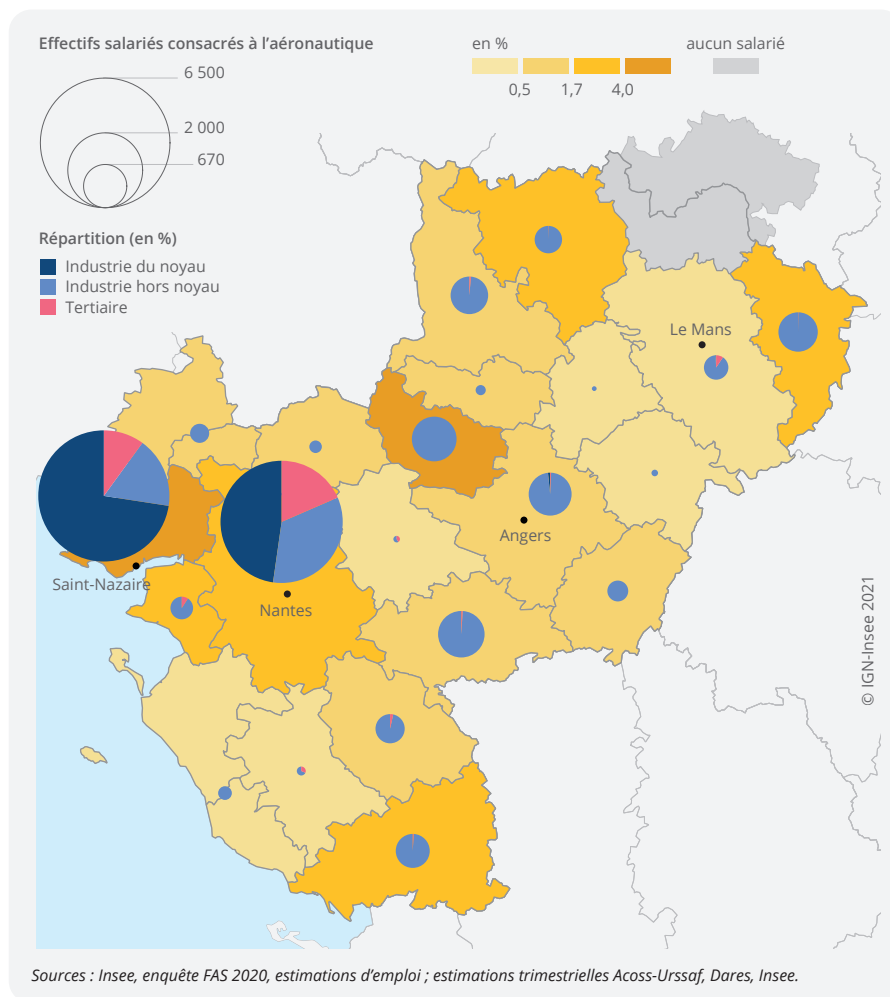 Effectifs salariés consacrés à l’aéronautique
en %
aucun salarié
6 500
2 000
670
0,5
1,7
4,0
Répartition (en %)
Industrie du noyau
Industrie hors noyau
Tertiaire
Le Mans
Angers
Saint-Nazaire
Nantes
© IGN-Insee 2021
Sources : Insee, enquête FAS 2020, estimations d’emploi ; estimations trimestrielles Acoss-Urssaf, Dares, Insee.